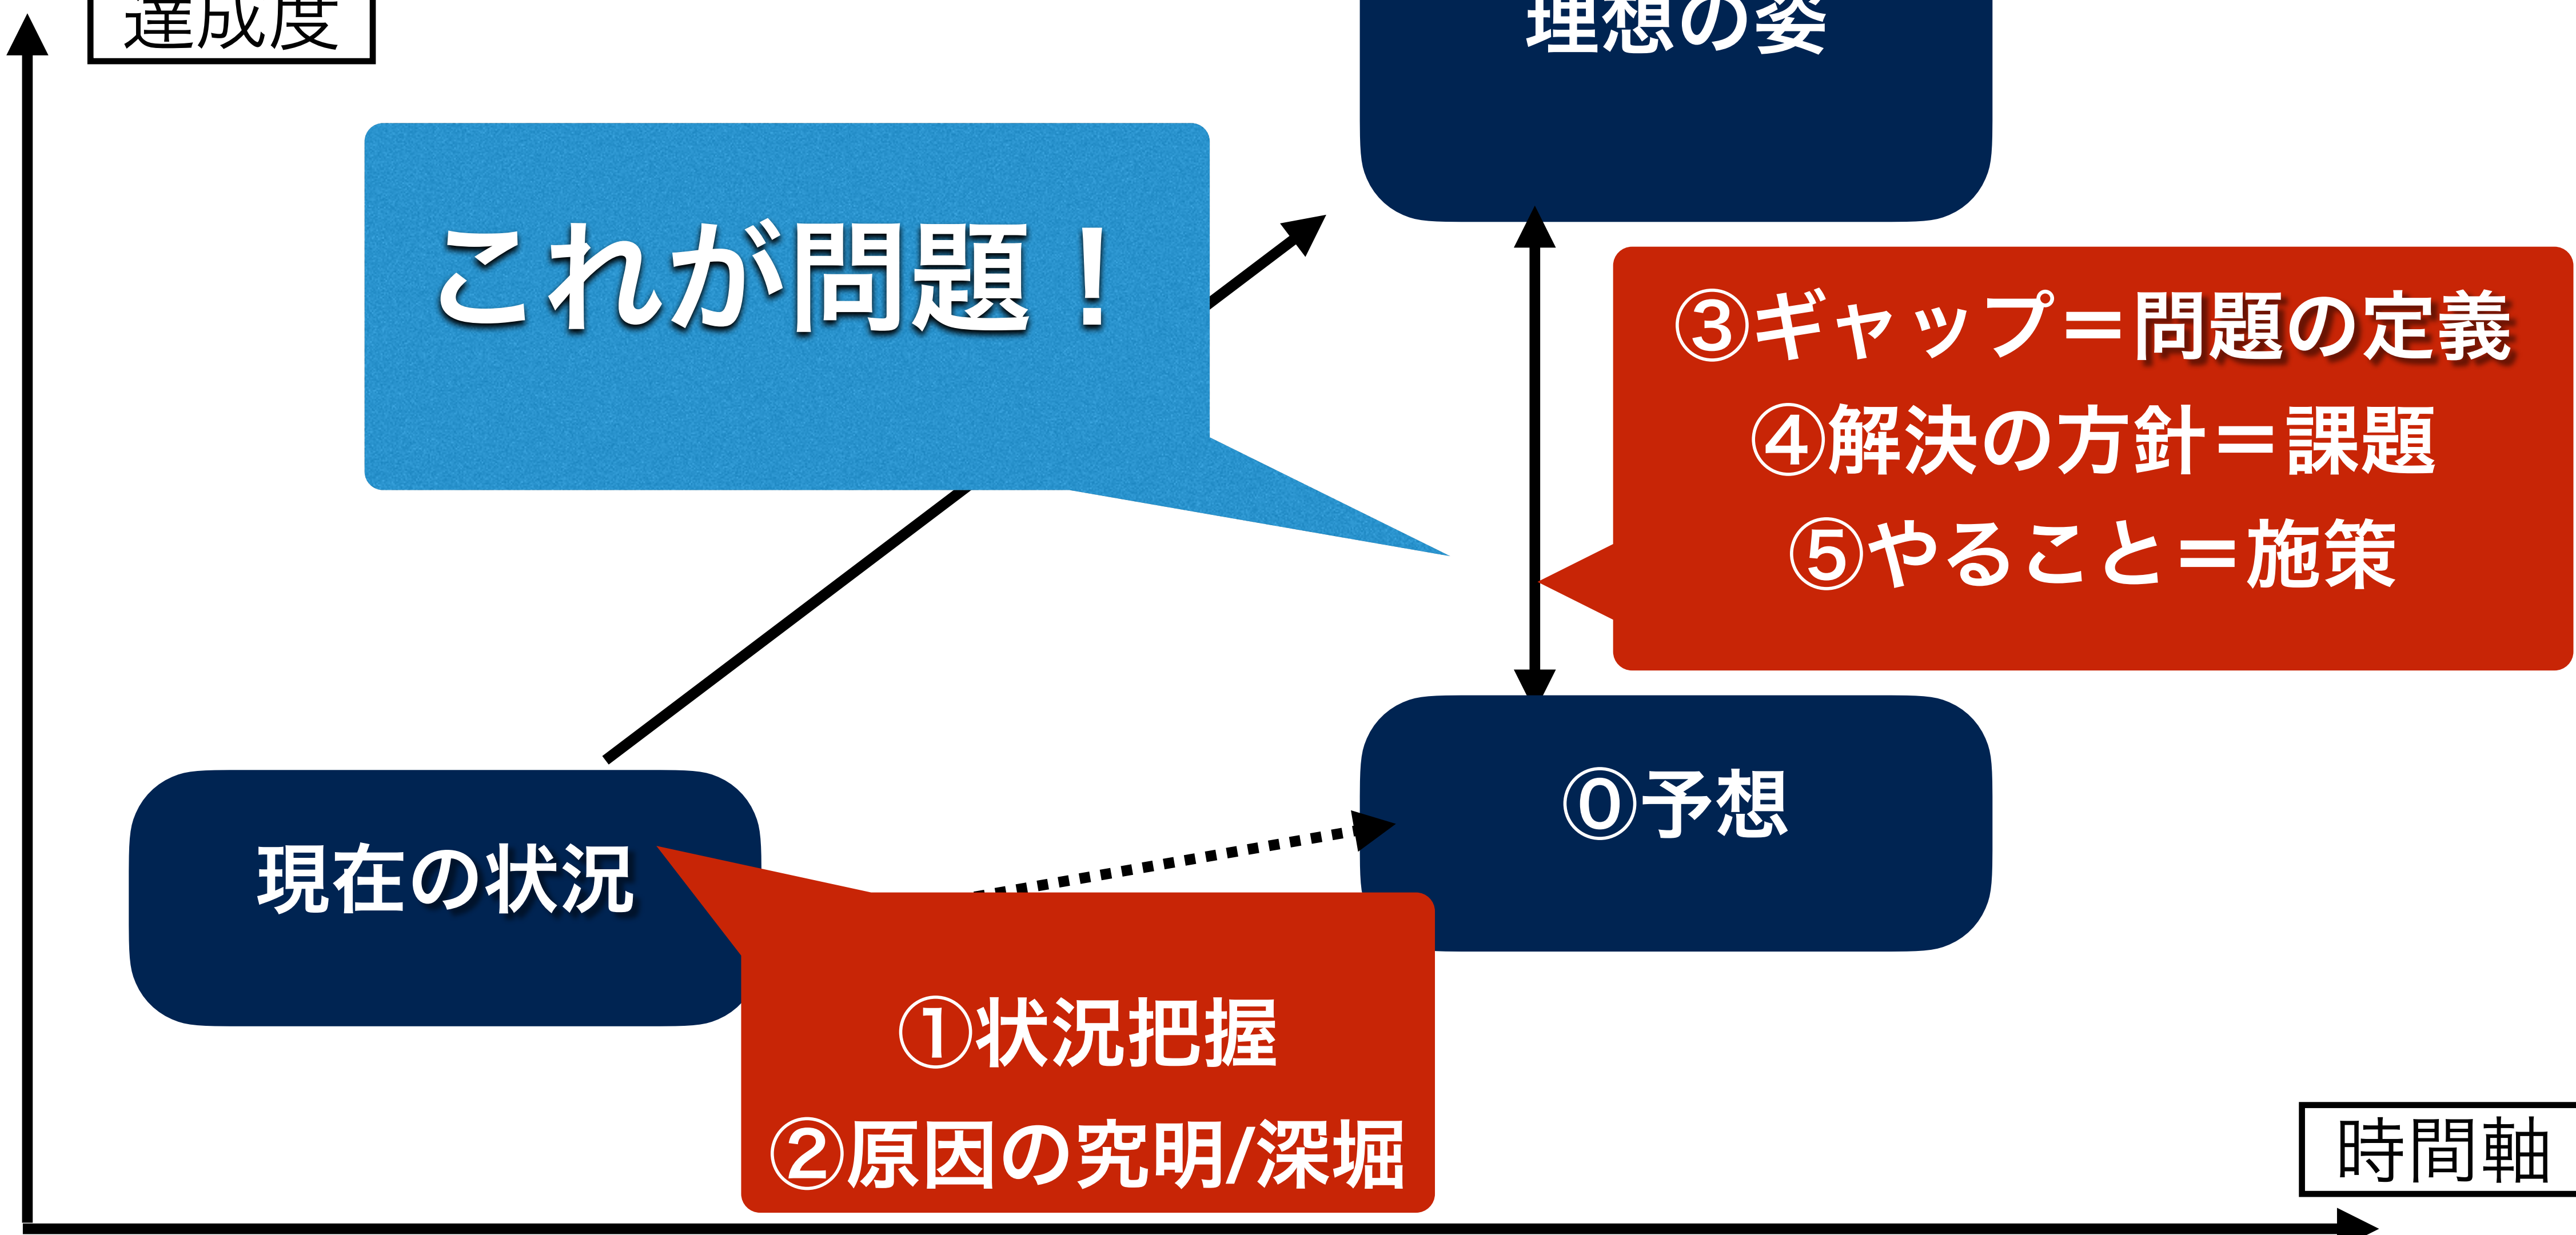 達成度
理想の姿
これが問題！
③ギャップ＝問題の定義
④解決の方針＝課題
⑤やること＝施策
⓪予想
現在の状況
①状況把握
②原因の究明/深堀
時間軸